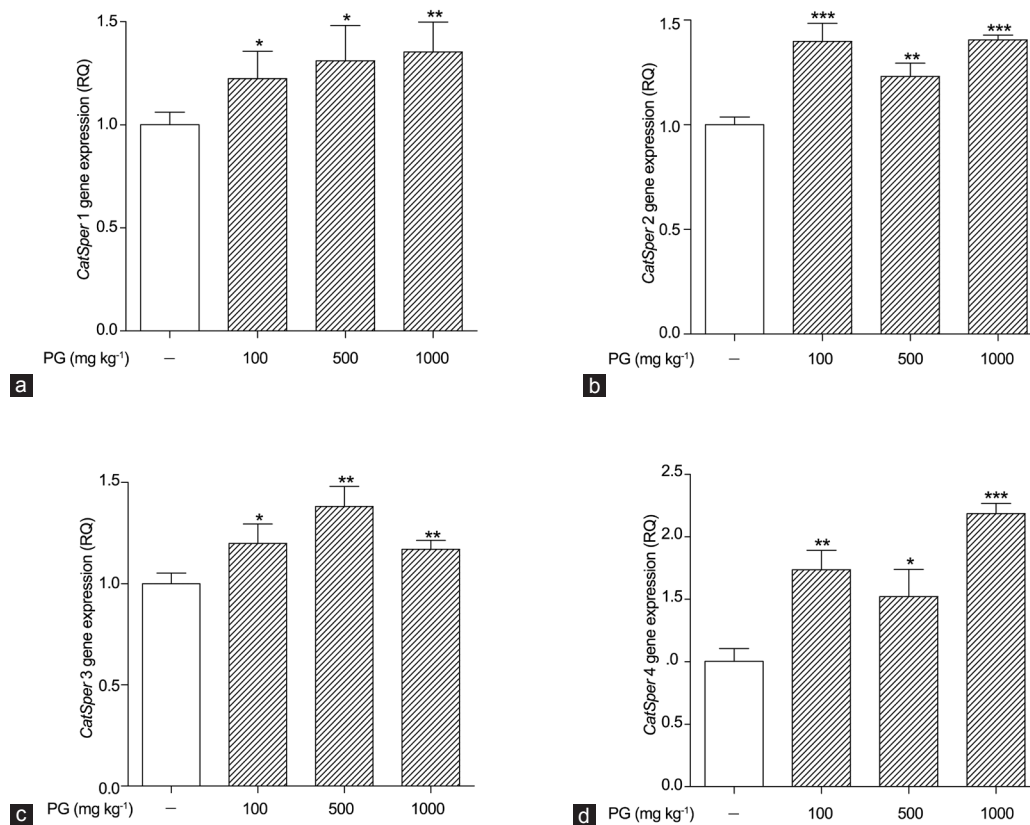 CatSper 1 gene expression (RQ)
1.5
1.0
0.5
0.0
* * **
PG (mg kg⁻¹) – 100 500 1000
a
CatSper 2 gene expression (RQ)
1.5
1.0
0.5
0.0
*** ** ***
PG (mg kg⁻¹) – 100 500 1000
b
CatSper 3 gene expression (RQ)
1.5
1.0
0.5
0.0
* ** **
PG (mg kg⁻¹) – 100 500 1000
c
CatSper 4 gene expression (RQ)
2.5
2.0
1.5
.0
0.5
0.0
** * ***
PG (mg kg⁻¹) – 100 500 1000
d